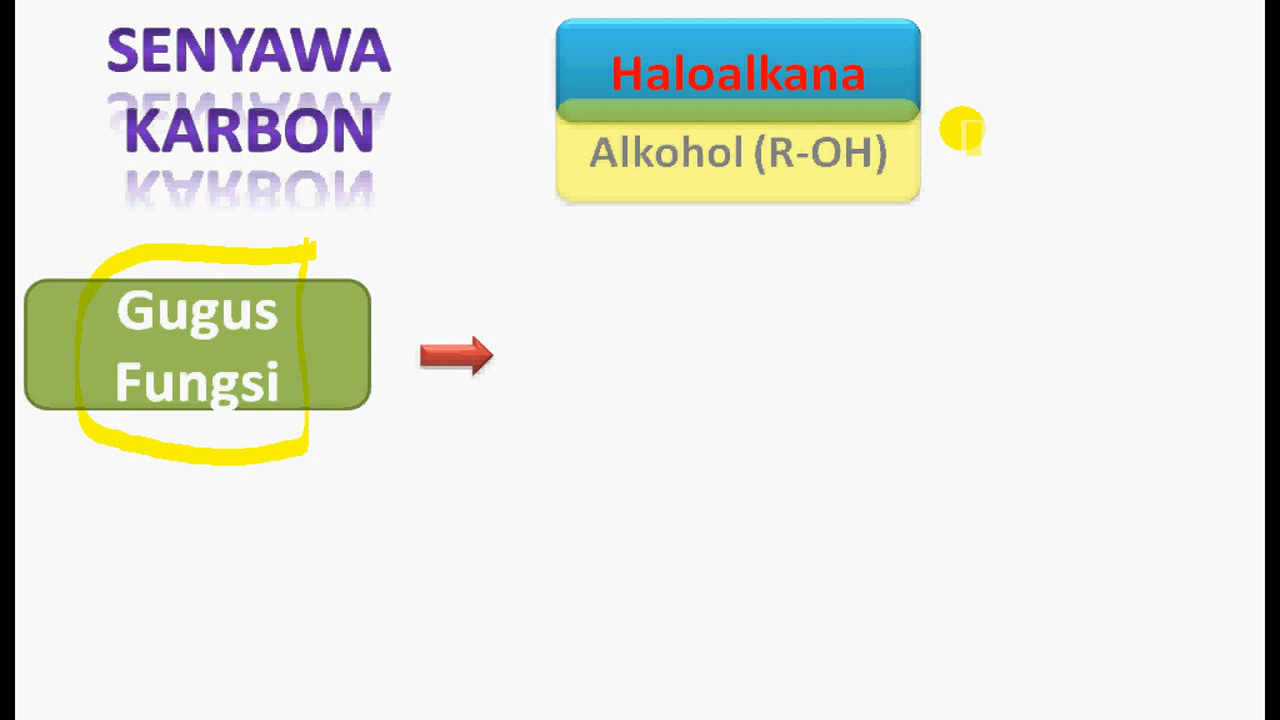 SENYAWA
KARBON
Haloalkana
Alkohol (R-OH)
Gugus
Fungsi